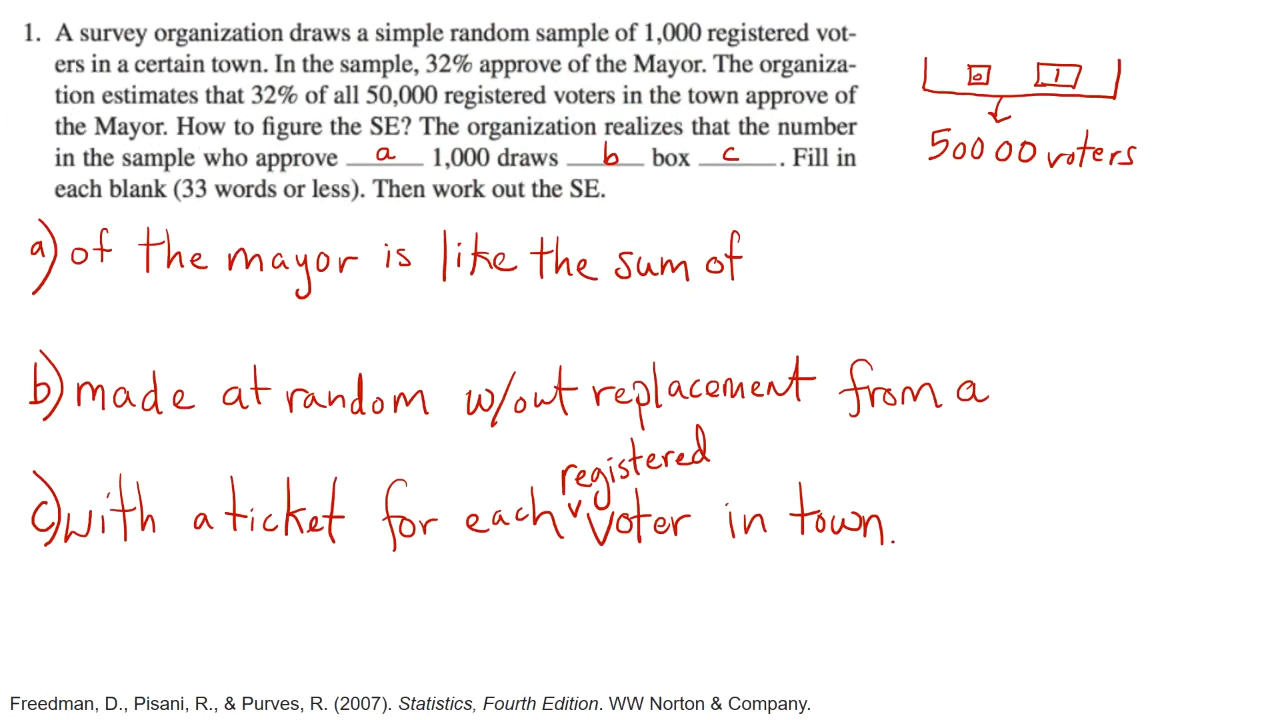 1. A survey organization draws a simple random sample of 1,000 registered vot-
ers in a certain town. In the sample, 32% approve of the Mayor. The organiza-
tion estimates that 32% of all 50,000 registered voters in the town approve of
the Mayor. How to figure the SE? The organization realizes that the number
in the sample who approve a 1,000 draws b box c . Fill in
each blank (33 words or less). Then work out the SE.
0 1
50000 voters
a) of the mayor is like the sum of
b) made at random w/out replacement from a
registered
c) with a ticket for each voter in town.
Freedman, D., Pisani, R., & Purves, R. (2007). Statistics, Fourth Edition. WW Norton & Company.